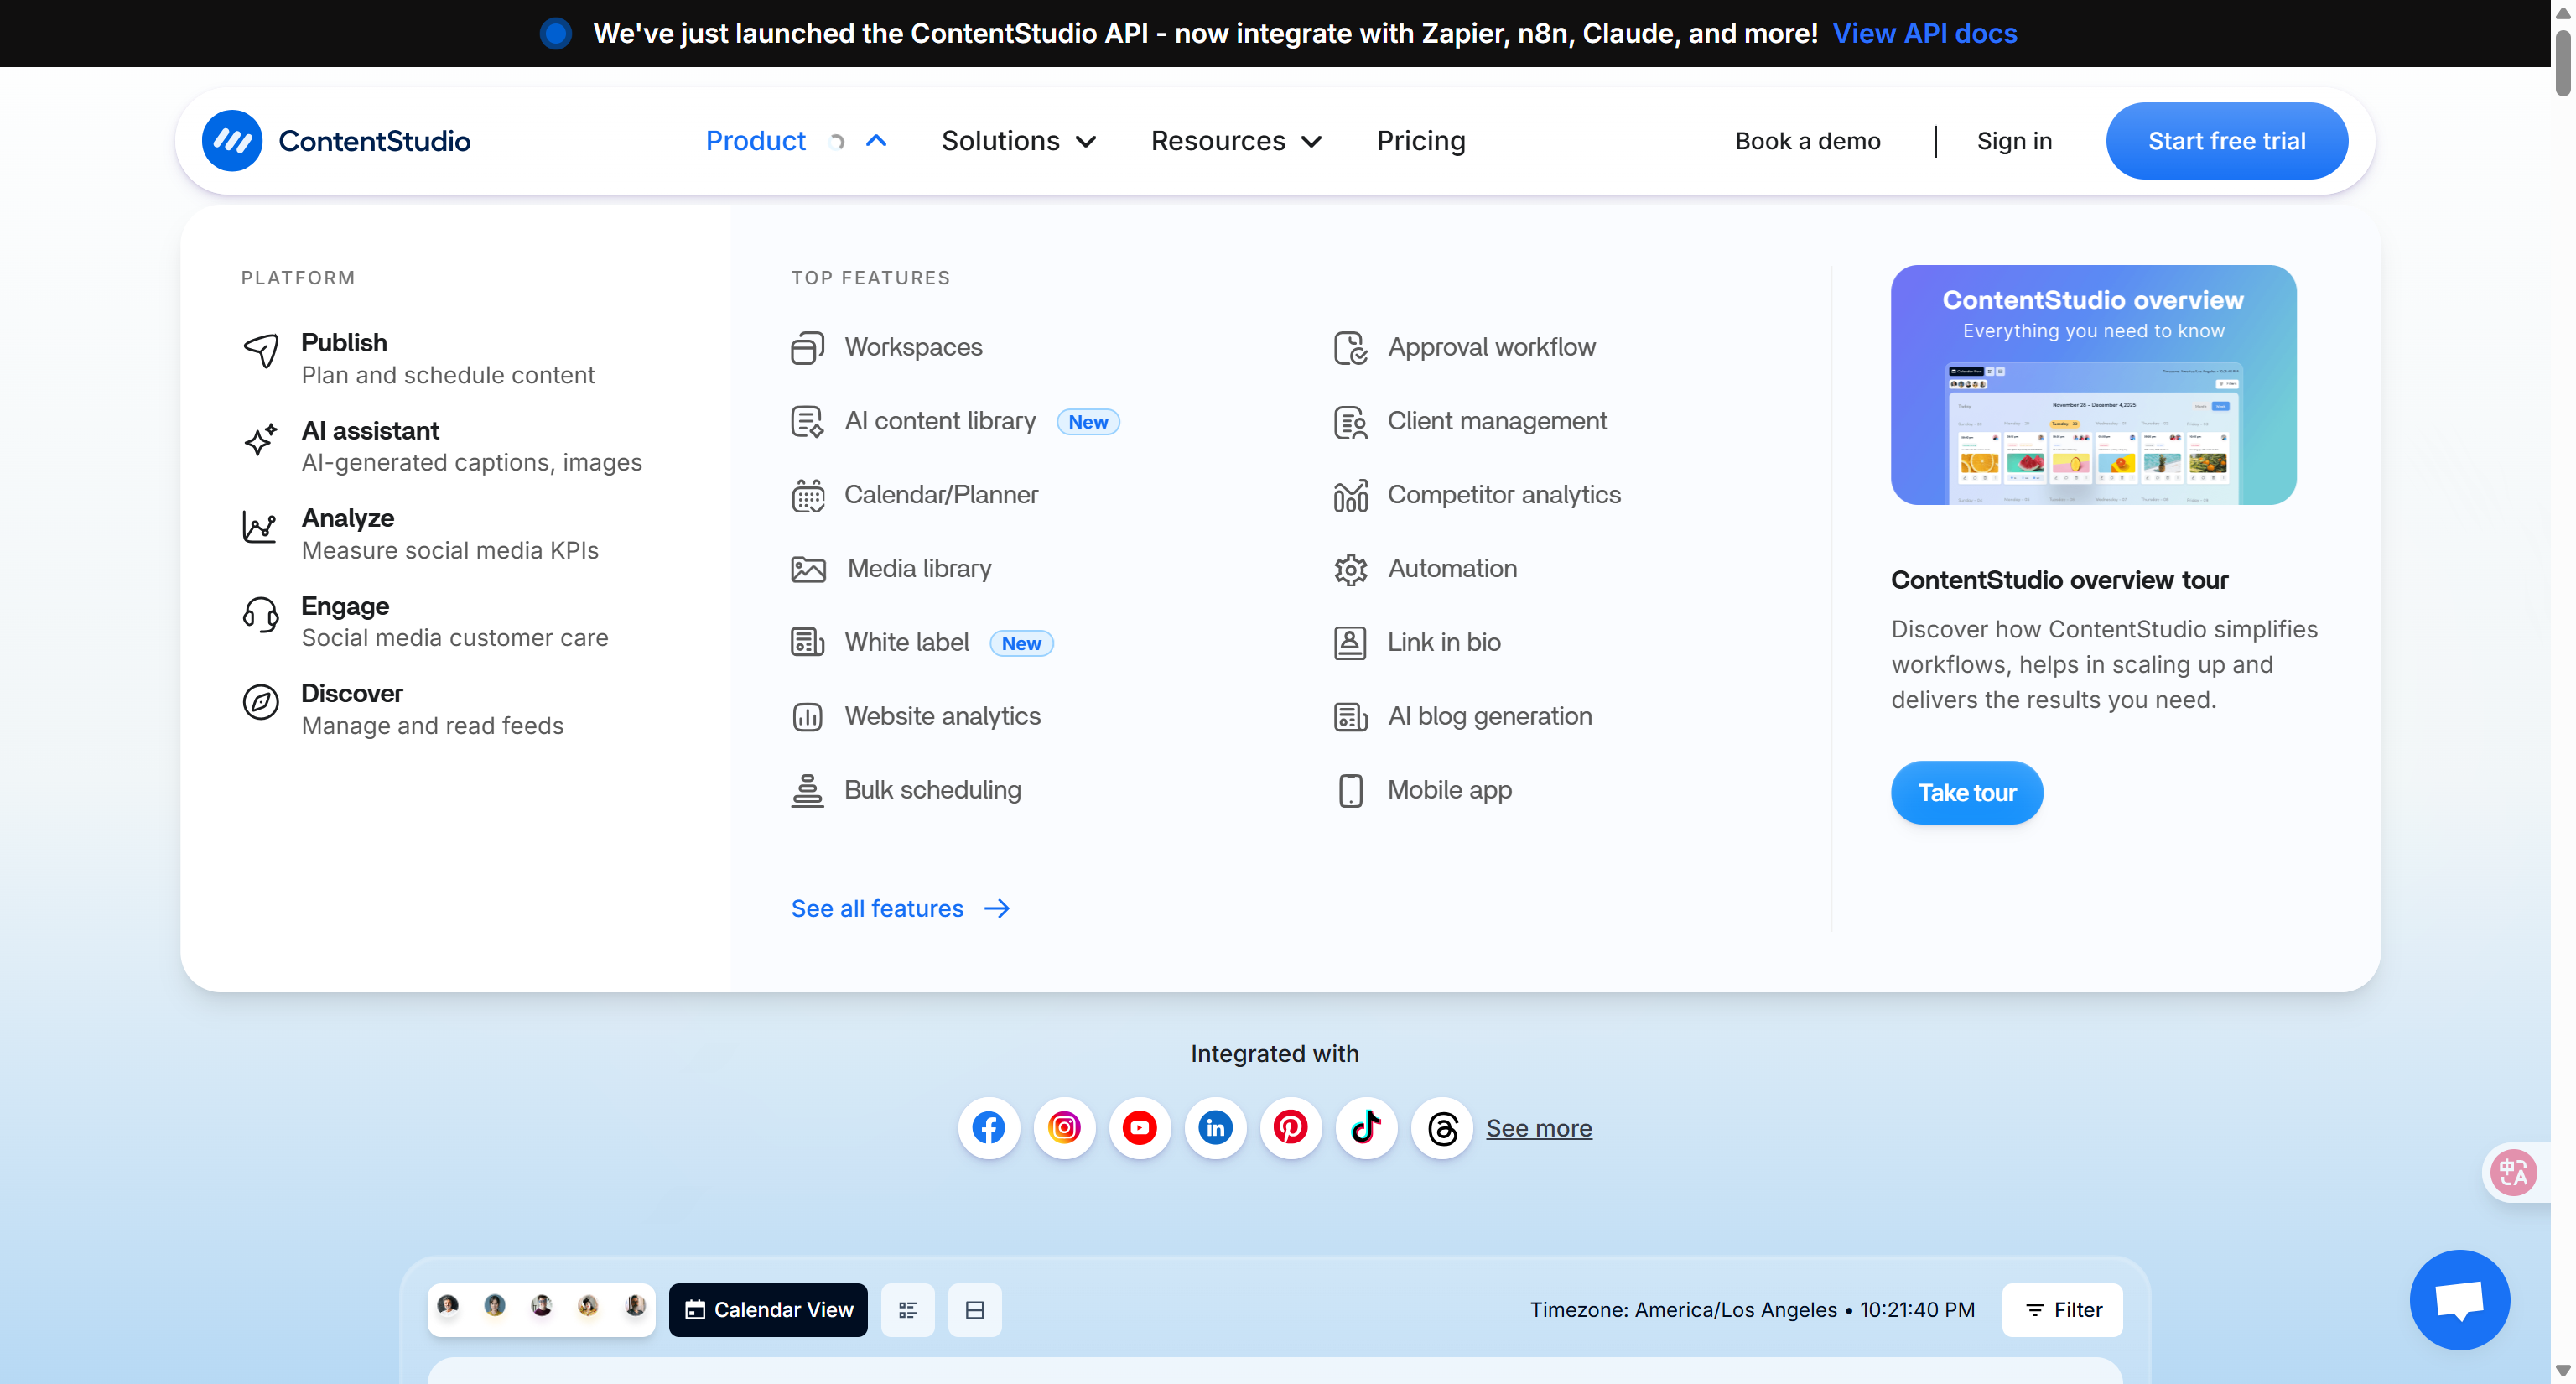 We've just launched the ContentStudio API - now integrate with Zapier, n8n, Claude, and more! View API docs
ContentStudio
Product
Solutions
Resources
Pricing
Book a demo
Sign in
Start free trial
PLATFORM
Publish
Plan and schedule content
AI assistant
AI-generated captions, images
Analyze
Measure social media KPIs
Engage
Social media customer care
Discover
Manage and read feeds
TOP FEATURES
Workspaces
AI content library New
Calendar/Planner
Media library
White label New
Website analytics
Bulk scheduling
Approval workflow
Client management
Competitor analytics
Automation
Link in bio
AI blog generation
Mobile app
See all features
ContentStudio overview
Everything you need to know
November 28 – December 4,2025
ContentStudio overview tour
Discover how ContentStudio simplifies
workflows, helps in scaling up and
delivers the results you need.
Take tour
Integrated with
See more
Calendar View
Timezone: America/Los Angeles • 10:21:40 PM
Filter